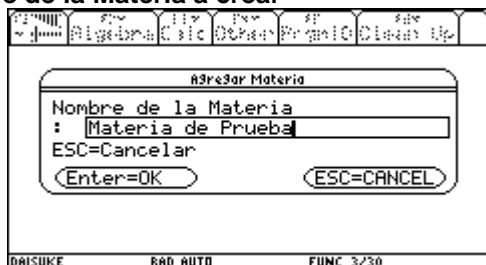 de la Materia a crear
Algebra Calc Other PrgmIO Clean Up
Agregar Materia
Nombre de la Materia
: Materia de Prueba
ESC=Cancelar
Enter=OK ESC=CANCEL
DAISUKE RAD AUTO FUNC 3/30